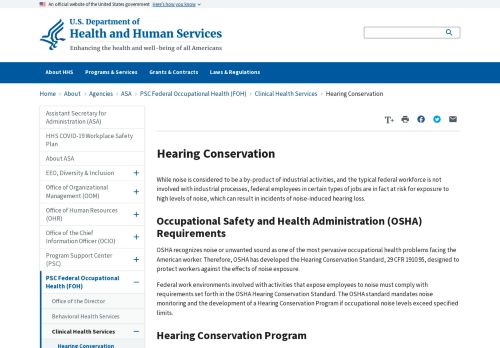 An official website of the United States government Here's how you know
U.S. Department of
Health and Human Services
Enhancing the health and well-being of all Americans
About HHS Programs & Services Grants & Contracts Laws & Regulations
Home › About › Agencies › ASA › PSC Federal Occupational Health (FOH) › Clinical Health Services › Hearing Conservation
Assistant Secretary for
Administration (ASA)
HHS COVID-19 Workplace Safety
Plan
About ASA
EEO, Diversity & Inclusion
Office of Organizational
Management (OOM)
Office of Human Resources
(OHR)
Office of the Chief
Information Officer (OCIO)
Program Support Center
(PSC)
PSC Federal Occupational
Health (FOH)
Office of the Director
Behavioral Health Services
Clinical Health Services
Hearing Conservation
T+
Hearing Conservation
While noise is considered to be a by-product of industrial activities, and the typical federal workforce is not
involved with industrial processes, federal employees in certain types of jobs are in fact at risk for exposure to
high levels of noise, which can result in incidents of noise-induced hearing loss.
Occupational Safety and Health Administration (OSHA)
Requirements
OSHA recognizes noise or unwanted sound as one of the most pervasive occupational health problems facing the
American worker. Therefore, OSHA has developed the Hearing Conservation Standard, 29 CFR 1910.95, designed to
protect workers against the effects of noise exposure.
Federal work environments involved with activities that expose employees to noise must comply with
requirements set forth in the OSHA Hearing Conservation Standard. The OSHA standard mandates noise
monitoring and the development of a Hearing Conservation Program if occupational noise levels exceed specified
limits.
Hearing Conservation Program